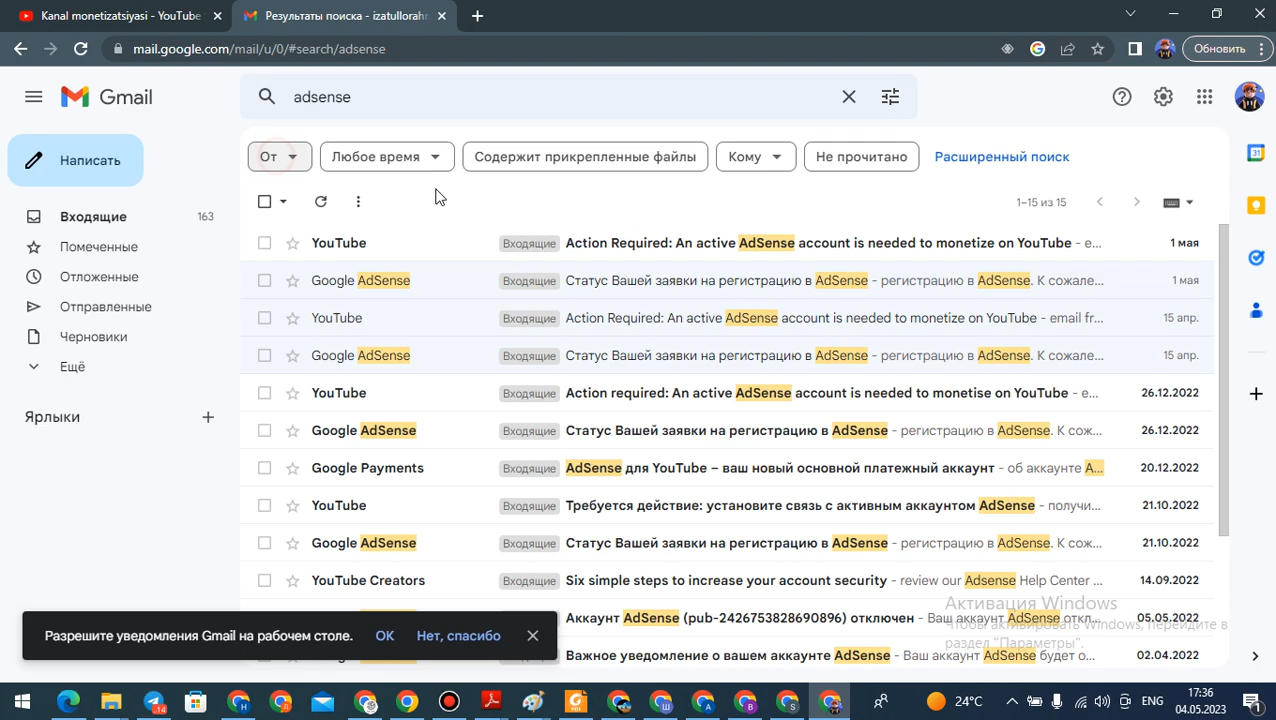 Kanal monetizatsiyasi - YouTube
Результаты поиска - izatullorahm
mail.google.com/mail/u/0/#search/adsense
Обновить
Gmail
adsense
Написать
От
Любое время
Содержит прикрепленные файлы
Кому
Не прочитано
Расширенный поиск
1–15 из 15
Входящие 163
Помеченные
Отложенные
Отправленные
Черновики
Ещё
Ярлыки
YouTube Входящие Action Required: An active AdSense account is needed to monetize on YouTube - e... 1 мая
Google AdSense Входящие Статус Вашей заявки на регистрацию в AdSense - регистрацию в AdSense. К сожале... 1 мая
YouTube Входящие Action Required: An active AdSense account is needed to monetize on YouTube - email fr... 15 апр.
Google AdSense Входящие Статус Вашей заявки на регистрацию в AdSense - регистрацию в AdSense. К сожале... 15 апр.
YouTube Входящие Action required: An active AdSense account is needed to monetise on YouTube - e... 26.12.2022
Google AdSense Входящие Статус Вашей заявки на регистрацию в AdSense - регистрацию в AdSense. К сож... 26.12.2022
Google Payments Входящие AdSense для YouTube – ваш новый основной платежный аккаунт - об аккаунте A... 20.12.2022
YouTube Входящие Требуется действие: установите связь с активным аккаунтом AdSense - получи... 21.10.2022
Google AdSense Входящие Статус Вашей заявки на регистрацию в AdSense - регистрацию в AdSense. К сож... 21.10.2022
YouTube Creators Входящие Six simple steps to increase your account security - review our Adsense Help Center ... 14.09.2022
Аккаунт AdSense (pub-2426753828690896) отключен - Ваш аккаунт AdSense откл... 05.05.2022
Важное уведомление о вашем аккаунте AdSense - Ваш аккаунт AdSense будет о... 02.04.2022
Разрешите уведомления Gmail на рабочем столе. ОК Нет, спасибо
Активация Windows
Чтобы активировать Windows, перейдите в
раздел "Параметры".
14
24°C
ENG
17:36
04.05.2023
1